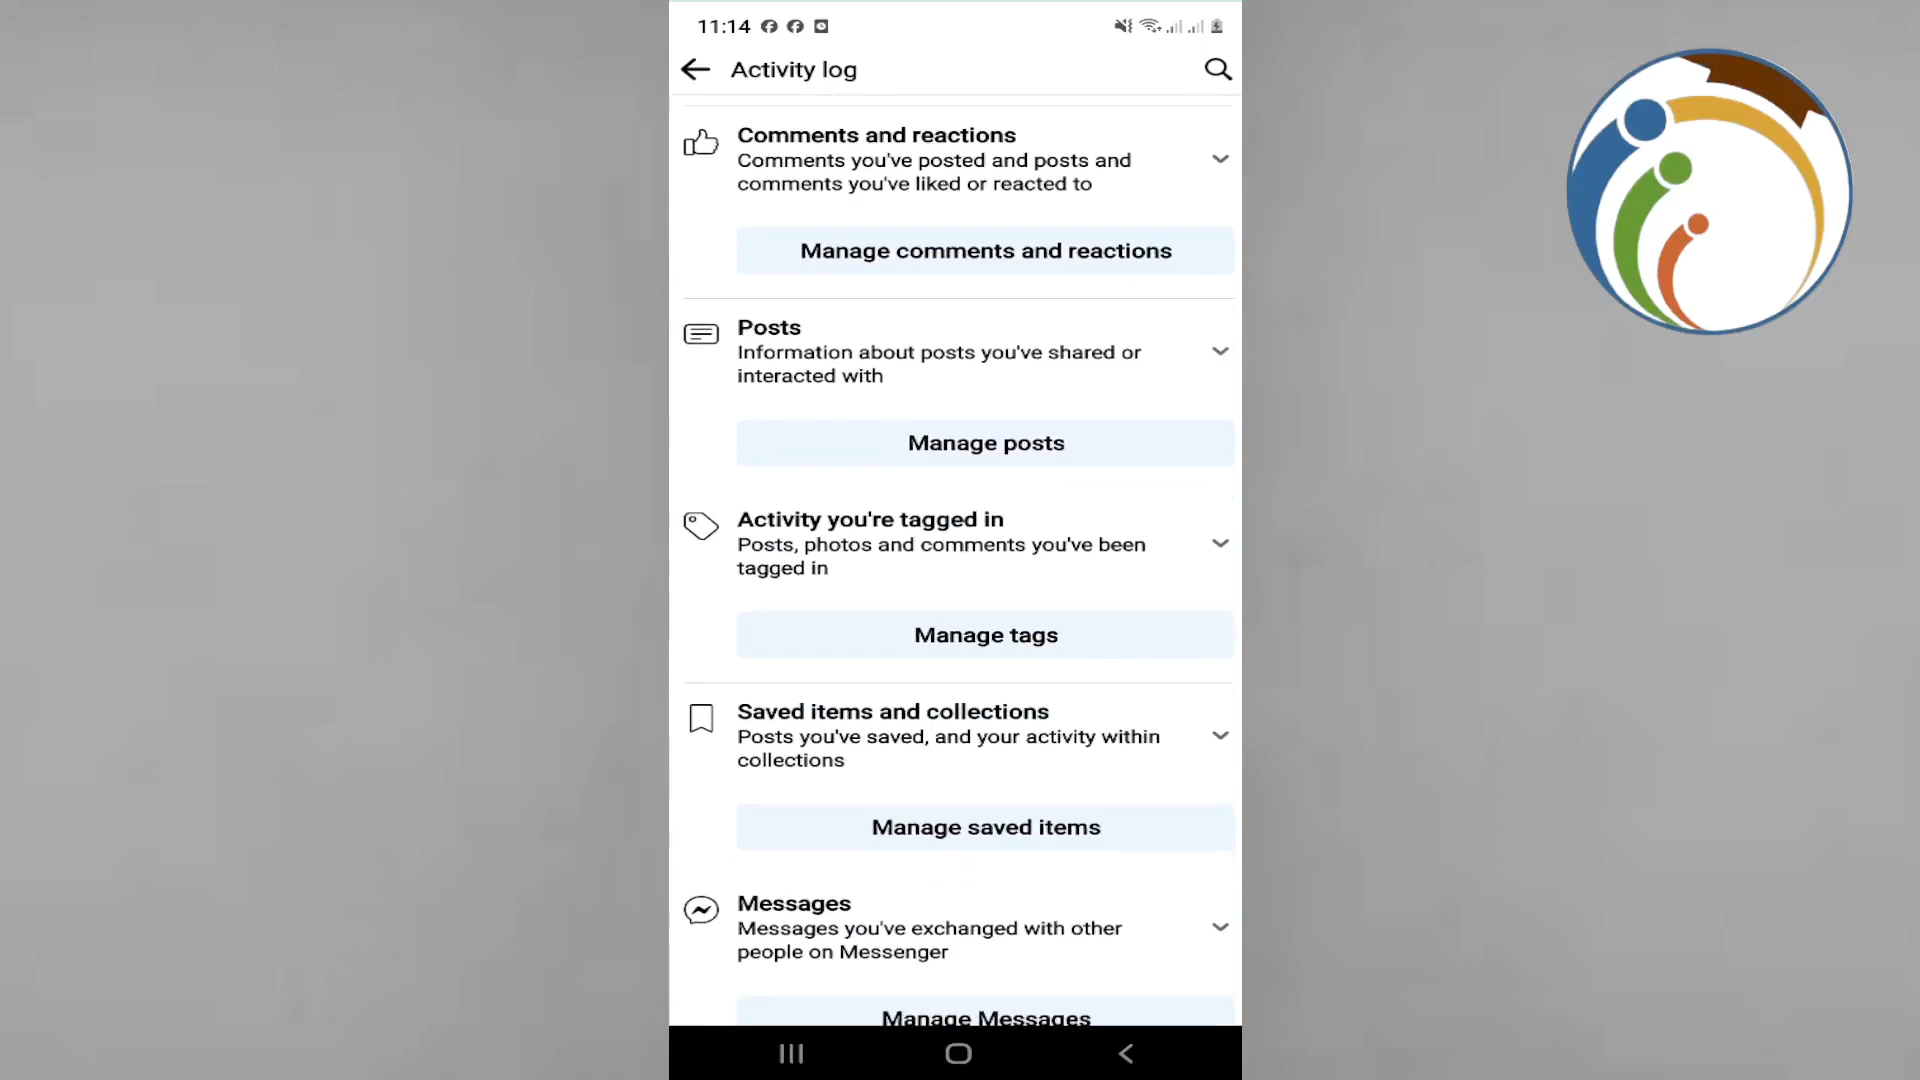 11:14
Activity log
Comments and reactions
Comments you've posted and posts and
comments you've liked or reacted to
Manage comments and reactions
Posts
Information about posts you've shared or
interacted with
Manage posts
Activity you're tagged in
Posts, photos and comments you've been
tagged in
Manage tags
Saved items and collections
Posts you've saved, and your activity within
collections
Manage saved items
Messages
Messages you've exchanged with other
people on Messenger
Manage Messages